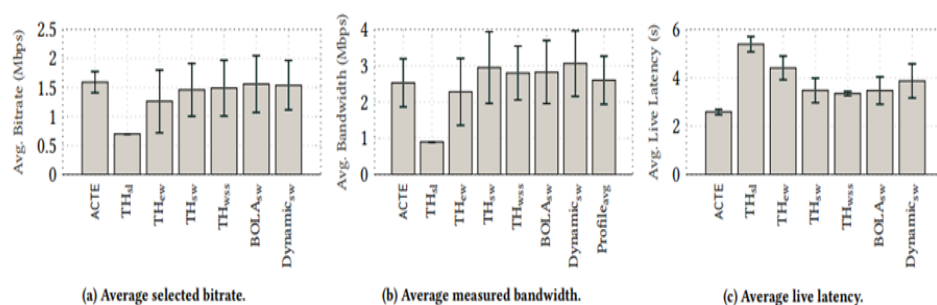 Avg. Bitrate (Mbps)
2.5
2
1.5
1
0.5
0
ACTE
THsl
THew
THsw
THwss
BOLAsw
Dynamicsw
(a) Average selected bitrate.
Avg. Bandwidth (Mbps)
4
3
2
1
0
ACTE
THsl
THew
THsw
THwss
BOLAsw
Dynamicsw
Profileavg
(b) Average measured bandwidth.
Avg. Live Latency (s)
6
4
2
0
ACTE
THsl
THew
THsw
THwss
BOLAsw
Dynamicsw
(c) Average live latency.